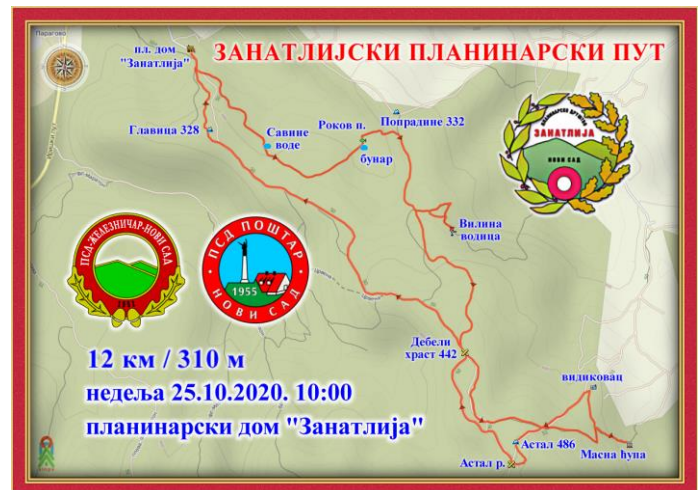 Парагово
ЗАНАТЛИЈСКИ ПЛАНИНАРСКИ ПУТ
пл. дом
"Занатлија"
Главица 328
Савине
воде
Роков п.
бунар
Попрадине 332
ЗАНАТЛИЈА
НОВИ САД
Вилина
водица
ПСД-ЖЕЛЕЗНИЧАР-НОВИ САД
ПСД ПОШТАР
1955
НОВИ САД
Дебели
храст 442
видиковац
Астал 486
Астал р.
Масна ћупа
12 км / 310 м
недеља 25.10.2020. 10:00
планинарски дом "Занатлија"